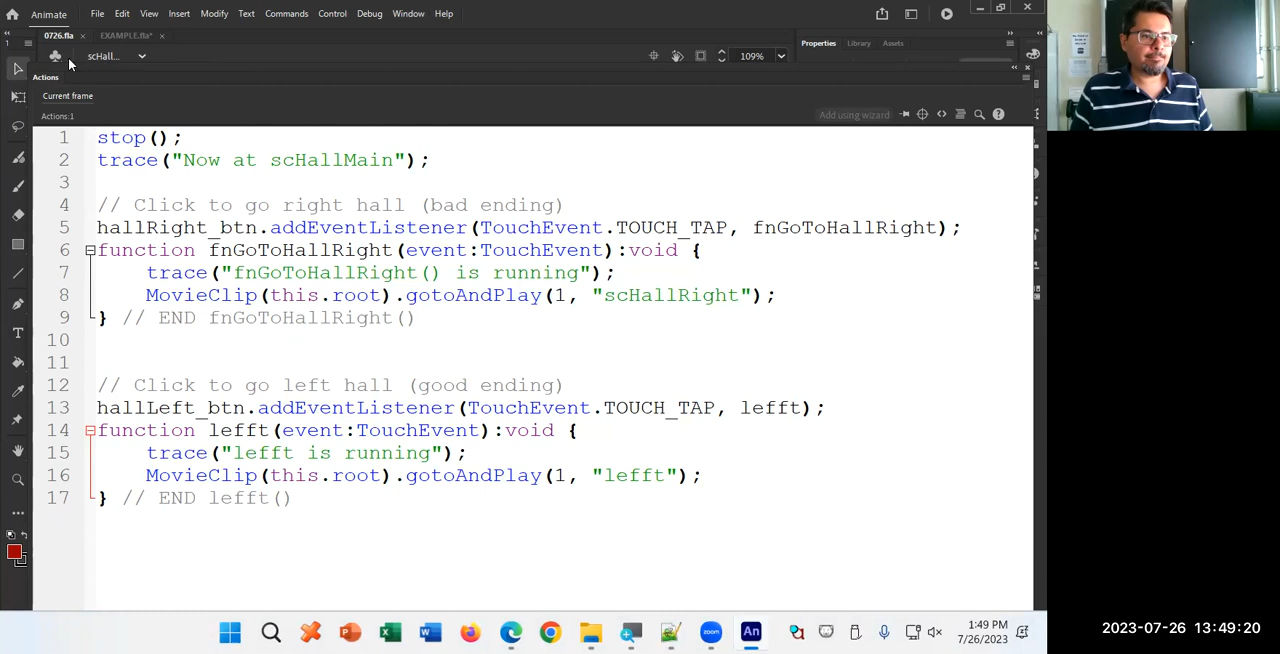 Animate File Edit View Insert Modify Text Commands Control Debug Window Help
0726.fla × EXAMPLE.fla* ×
scHall... 109% Properties Library Assets
Actions
Current frame
Actions:1 Add using wizard
1 stop();
2 trace("Now at scHallMain");
3
4 // Click to go right hall (bad ending)
5 hallRight_btn.addEventListener(TouchEvent.TOUCH_TAP, fnGoToHallRight);
6 function fnGoToHallRight(event:TouchEvent):void {
7 trace("fnGoToHallRight() is running");
8 MovieClip(this.root).gotoAndPlay(1, "scHallRight");
9 } // END fnGoToHallRight()
10
11
12 // Click to go left hall (good ending)
13 hallLeft_btn.addEventListener(TouchEvent.TOUCH_TAP, lefft);
14 function lefft(event:TouchEvent):void {
15 trace("lefft is running");
16 MovieClip(this.root).gotoAndPlay(1, "lefft");
17 } // END lefft()
zoom An
1:49 PM
7/26/2023
2023-07-26 13:49:20